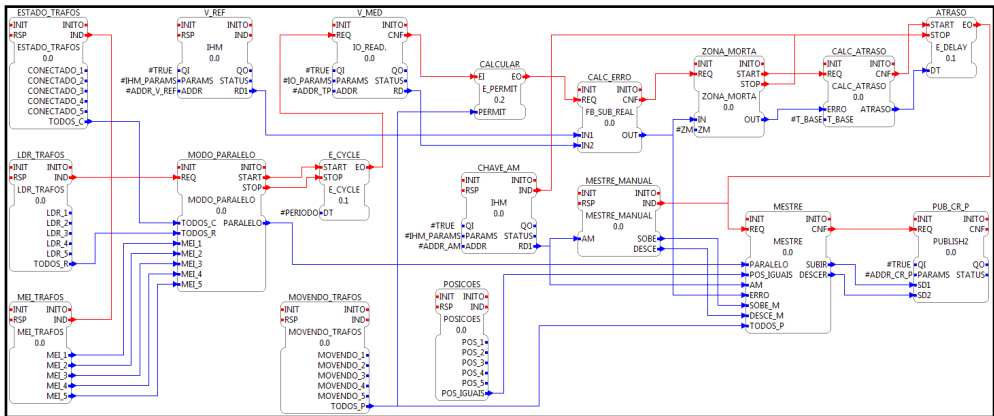 ESTADO_TRAFOS
INIT INITO
RSP IND
ESTADO_TRAFOS
0.0
CONECTADO_1
CONECTADO_2
CONECTADO_3
CONECTADO_4
CONECTADO_5
TODOS_C
V_REF
INIT INITO
RSP IND
IHM
0.0
#TRUE QI QO
#IHM_PARAMS PARAMS STATUS
#ADDR_V_REF ADDR RD1
V_MED
INIT INITO
REQ CNF
IO_READ.
0.0
#TRUE QI QO
#IO_PARAMS PARAMS STATUS
#ADDR_TP ADDR RD
CALCULAR
EI EO
E_PERMIT
0.2
PERMIT
CALC_ERRO
INIT INITO
REQ CNF
FB_SUB_REAL
0.0
IN1 OUT
IN2
ZONA_MORTA
INIT INITO
REQ START
STOP
ZONA_MORTA
0.0
IN OUT
#ZM ZM
CALC_ATRASO
INIT INITO
REQ CNF
CALC_ATRASO
0.0
ERRO ATRASO
#T_BASE T_BASE
ATRASO
START EO
STOP
E_DELAY
0.1
DT
LDR_TRAFOS
INIT INITO
RSP IND
LDR_TRAFOS
0.0
LDR_1
LDR_2
LDR_3
LDR_4
LDR_5
TODOS_R
MODO_PARALELO
INIT INITO
REQ START
STOP
MODO_PARALELO
0.0
TODOS_C PARALELO
TODOS_R
MEI_1
MEI_2
MEI_3
MEI_4
MEI_5
E_CYCLE
START EO
STOP
E_CYCLE
0.1
#PERIODO DT
CHAVE_AM
INIT INITO
RSP IND
IHM
0.0
#TRUE QI QO
#IHM_PARAMS PARAMS STATUS
#ADDR_AM ADDR RD1
MESTRE_MANUAL
INIT INITO
RSP IND
MESTRE_MANUAL
0.0
AM SOBE
DESCE
MESTRE
INIT INITO
REQ CNF
MESTRE
0.0
PARALELO SUBIR
POS_IGUAIS DESCER
AM
ERRO
SOBE_M
DESCE_M
TODOS_P
PUB_CR_P
INIT INITO
REQ CNF
PUBLISH2
0.0
#TRUE QI QO
#ADDR_CR_P PARAMS STATUS
SD1
SD2
MEI_TRAFOS
INIT INITO
RSP IND
MEI_TRAFOS
0.0
MEI_1
MEI_2
MEI_3
MEI_4
MEI_5
MOVENDO_TRAFOS
INIT INITO
RSP IND
MOVENDO_TRAFOS
0.0
MOVENDO_1
MOVENDO_2
MOVENDO_3
MOVENDO_4
MOVENDO_5
TODOS_P
POSICOES
INIT INITO
RSP IND
POSICOES
0.0
POS_1
POS_2
POS_3
POS_4
POS_5
POS_IGUAIS